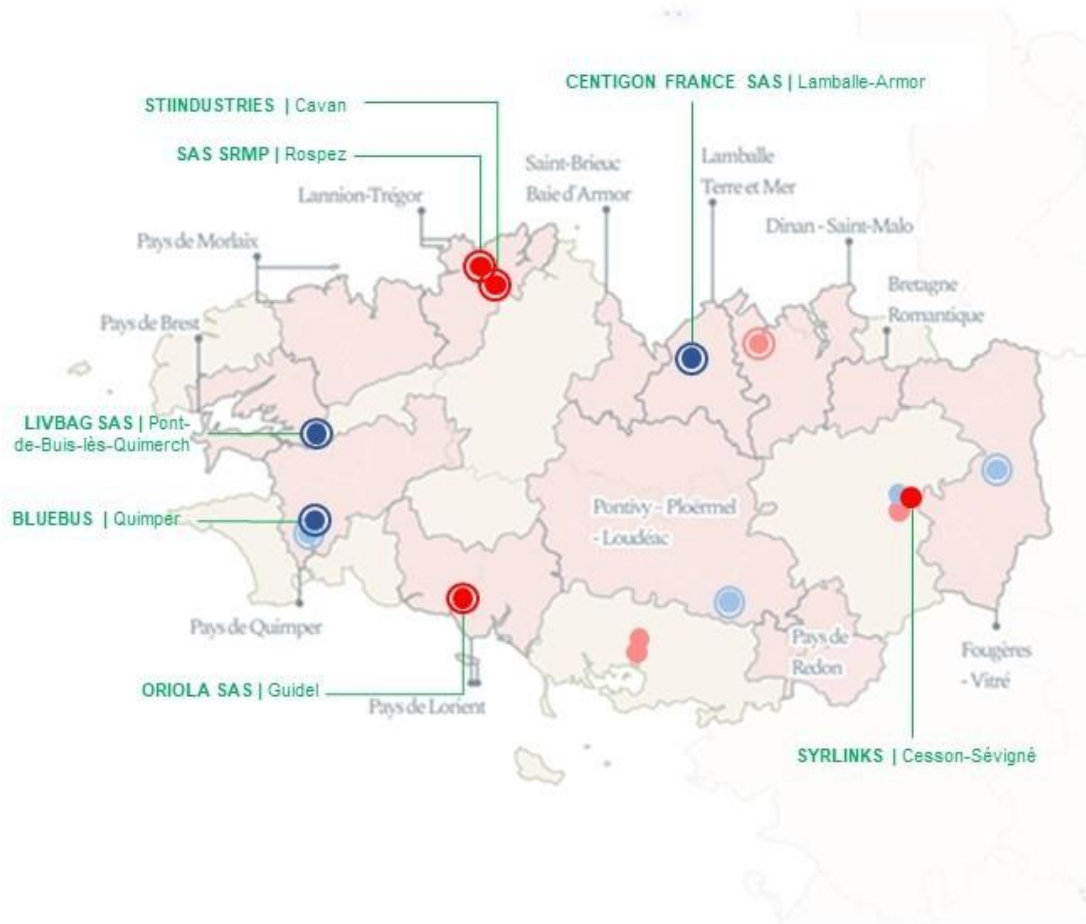 CENTIGON FRANCE SAS | Lamballe-Armor
STIINDUSTRIES | Cavan
SAS SRMP | Rospez
Saint-Brieuc
Baie d'Armor
Lamballe
Terre et Mer
Lannion-Trégor
Dinan - Saint-Malo
Pays de Morlaix
Bretagne
Romantique
Pays de Brest
LIVBAG SAS | Pont-
de-Buis-lès-Quimerch
BLUEBUS | Quimper
Pontivy - Ploërmel
- Loudéac
Pays de Quimper
Pays de
Redon
Fougères
- Vitré
ORIOLA SAS | Guidel
Pays de Lorient
SYRLINKS | Cesson-Sévigné